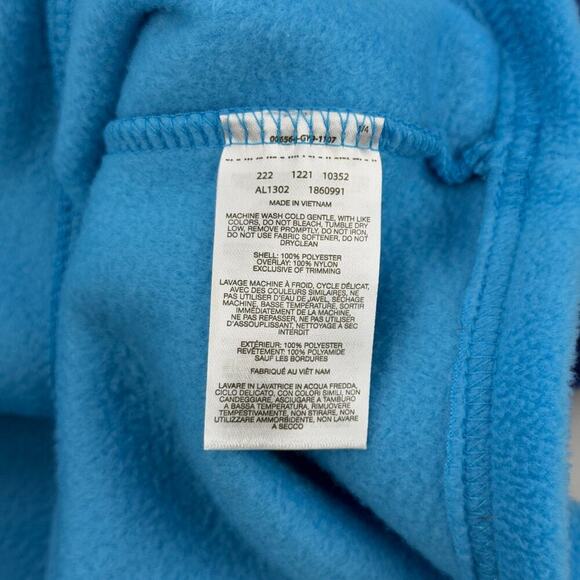 1/4
222 1221 10352
AL1302 1860991
MADE IN VIETNAM
MACHINE WASH COLD GENTLE, WITH LIKE
COLORS, DO NOT BLEACH, TUMBLE DRY
LOW, REMOVE PROMPTLY, DO NOT IRON,
DO NOT USE FABRIC SOFTENER, DO NOT
DRYCLEAN
SHELL: 100% POLYESTER
OVERLAY: 100% NYLON
EXCLUSIVE OF TRIMMING
LAVAGE MACHINE À FROID, CYCLE DÉLICAT,
AVEC DES COULEURS SIMILAIRES, NE
PAS UTILISER D'EAU DE JAVEL, SÉCHAGE
MACHINE, BASSE TEMPÉRATURE, SORTIR
IMMÉDIATEMENT DE LA MACHINE,
NE PAS REPASSER, NE PAS UTILISER
D'ASSOUPLISSANT, NETTOYAGE A SEC
INTERDIT
EXTÉRIEUR: 100% POLYESTER
REVÊTEMENT: 100% POLYAMIDE
SAUF LES BORDURES
FABRIQUÉ AU VIÊT NAM
LAVARE IN LAVATRICE IN ACQUA FREDDA,
CICLO DELICATO, CON COLORI SIMILI, NON
CANDEGGIARE, ASCIUGARE A TAMBURO
A BASSA TEMPERATURA, RIMUOVERE
TEMPESTIVAMENTE, NON STIRARE, NON
UTILIZZARE AMMORBIDENTE, NON LAVARE
A SECCO